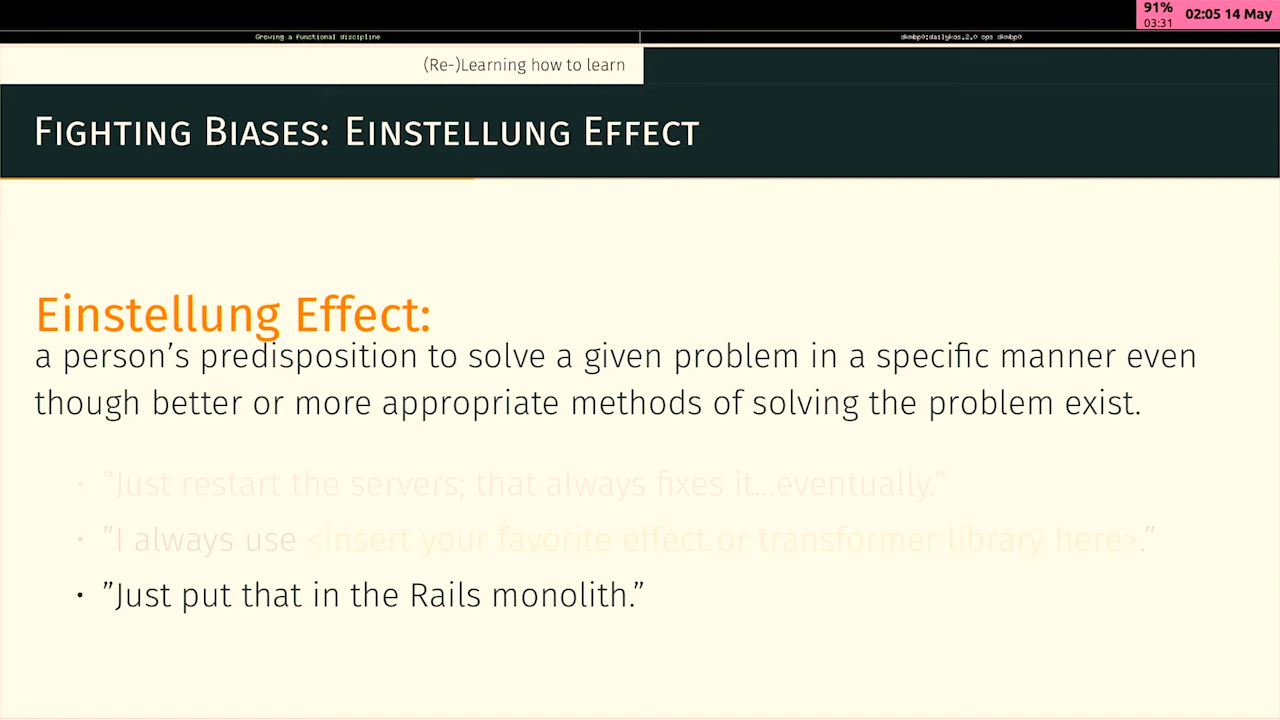 91%
03:31
02:05 14 May
Growing a functional discipline
(Re-)Learning how to learn
Fighting Biases: Einstellung Effect
Einstellung Effect:
a person's predisposition to solve a given problem in a specific manner even
though better or more appropriate methods of solving the problem exist.
• "Just restart the servers; that always fixes it...eventually."
• "I always use <insert your favorite effect or transformer library here>."
• "Just put that in the Rails monolith."